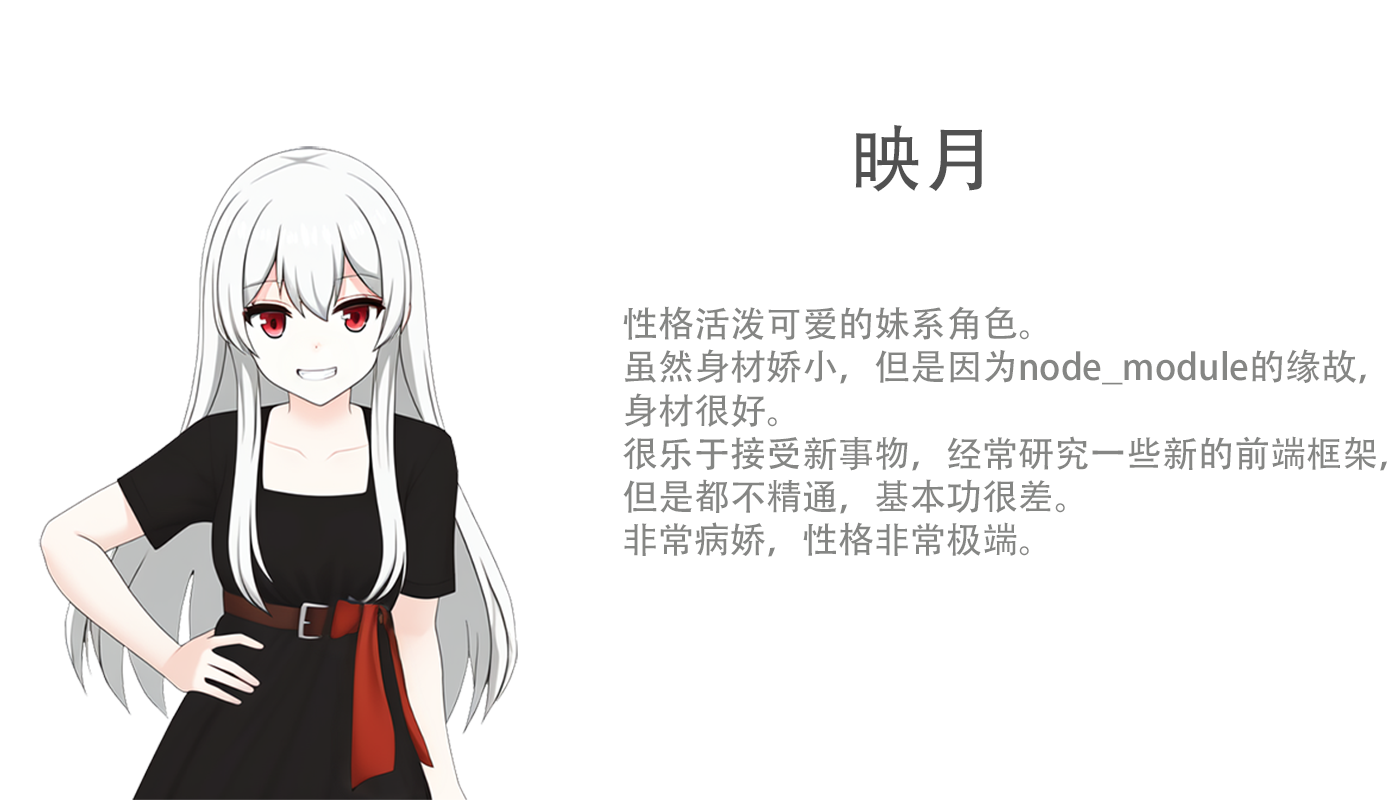 映月
性格活泼可爱的妹系角色。
虽然身材娇小，但是因为node_module的缘故，
身材很好。
很乐于接受新事物，经常研究一些新的前端框架，
但是都不精通，基本功很差。
非常病娇，性格非常极端。